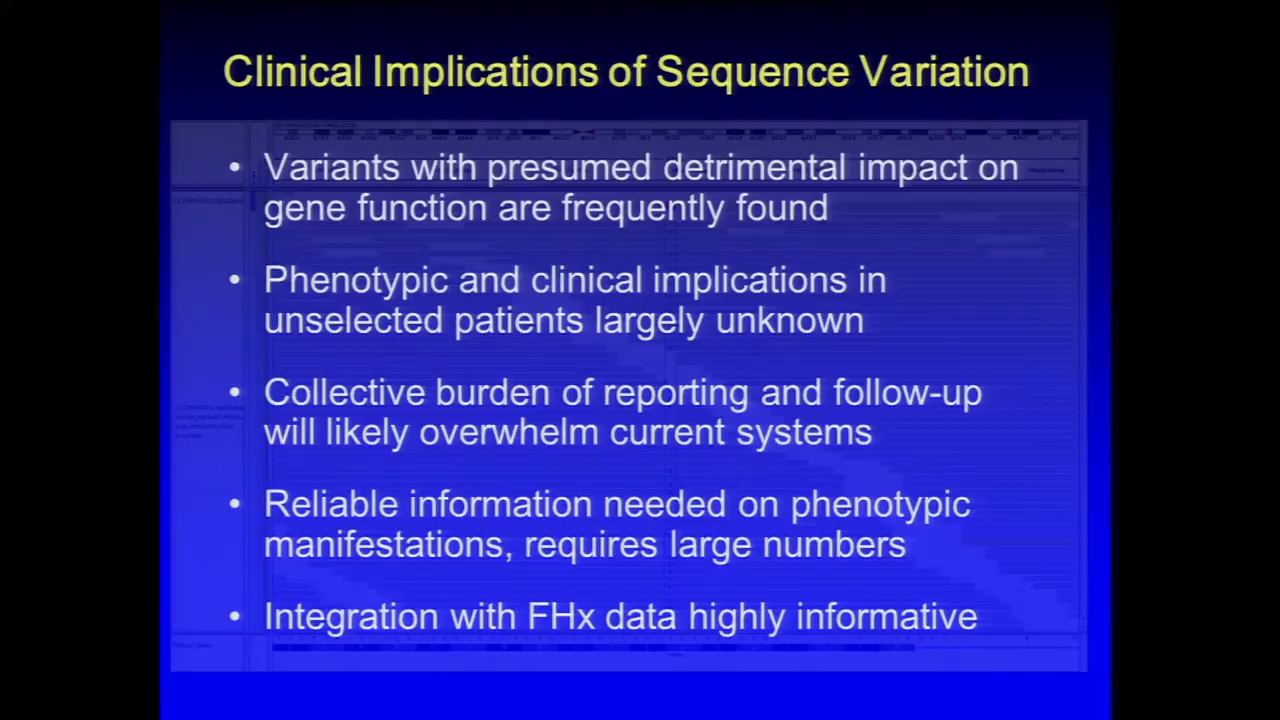 Clinical Implications of Sequence Variation
• Variants with presumed detrimental impact on
gene function are frequently found
• Phenotypic and clinical implications in
unselected patients largely unknown
• Collective burden of reporting and follow-up
will likely overwhelm current systems
• Reliable information needed on phenotypic
manifestations, requires large numbers
• Integration with FHx data highly informative